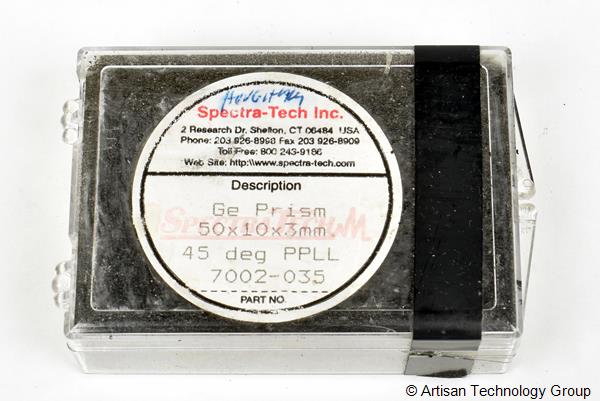 Spectra-Tech Inc.
2 Research Dr. Shelton, CT 06484 USA
Phone: 203 926-8998 Fax 203 926-8909
Toll Free: 800 243-9186
Web Site: http:\\www.spectra-tech.com
Description
Ge Prism
50x10x3mm
45 deg PPLL
7002-035
PART NO.
© Artisan Technology Group